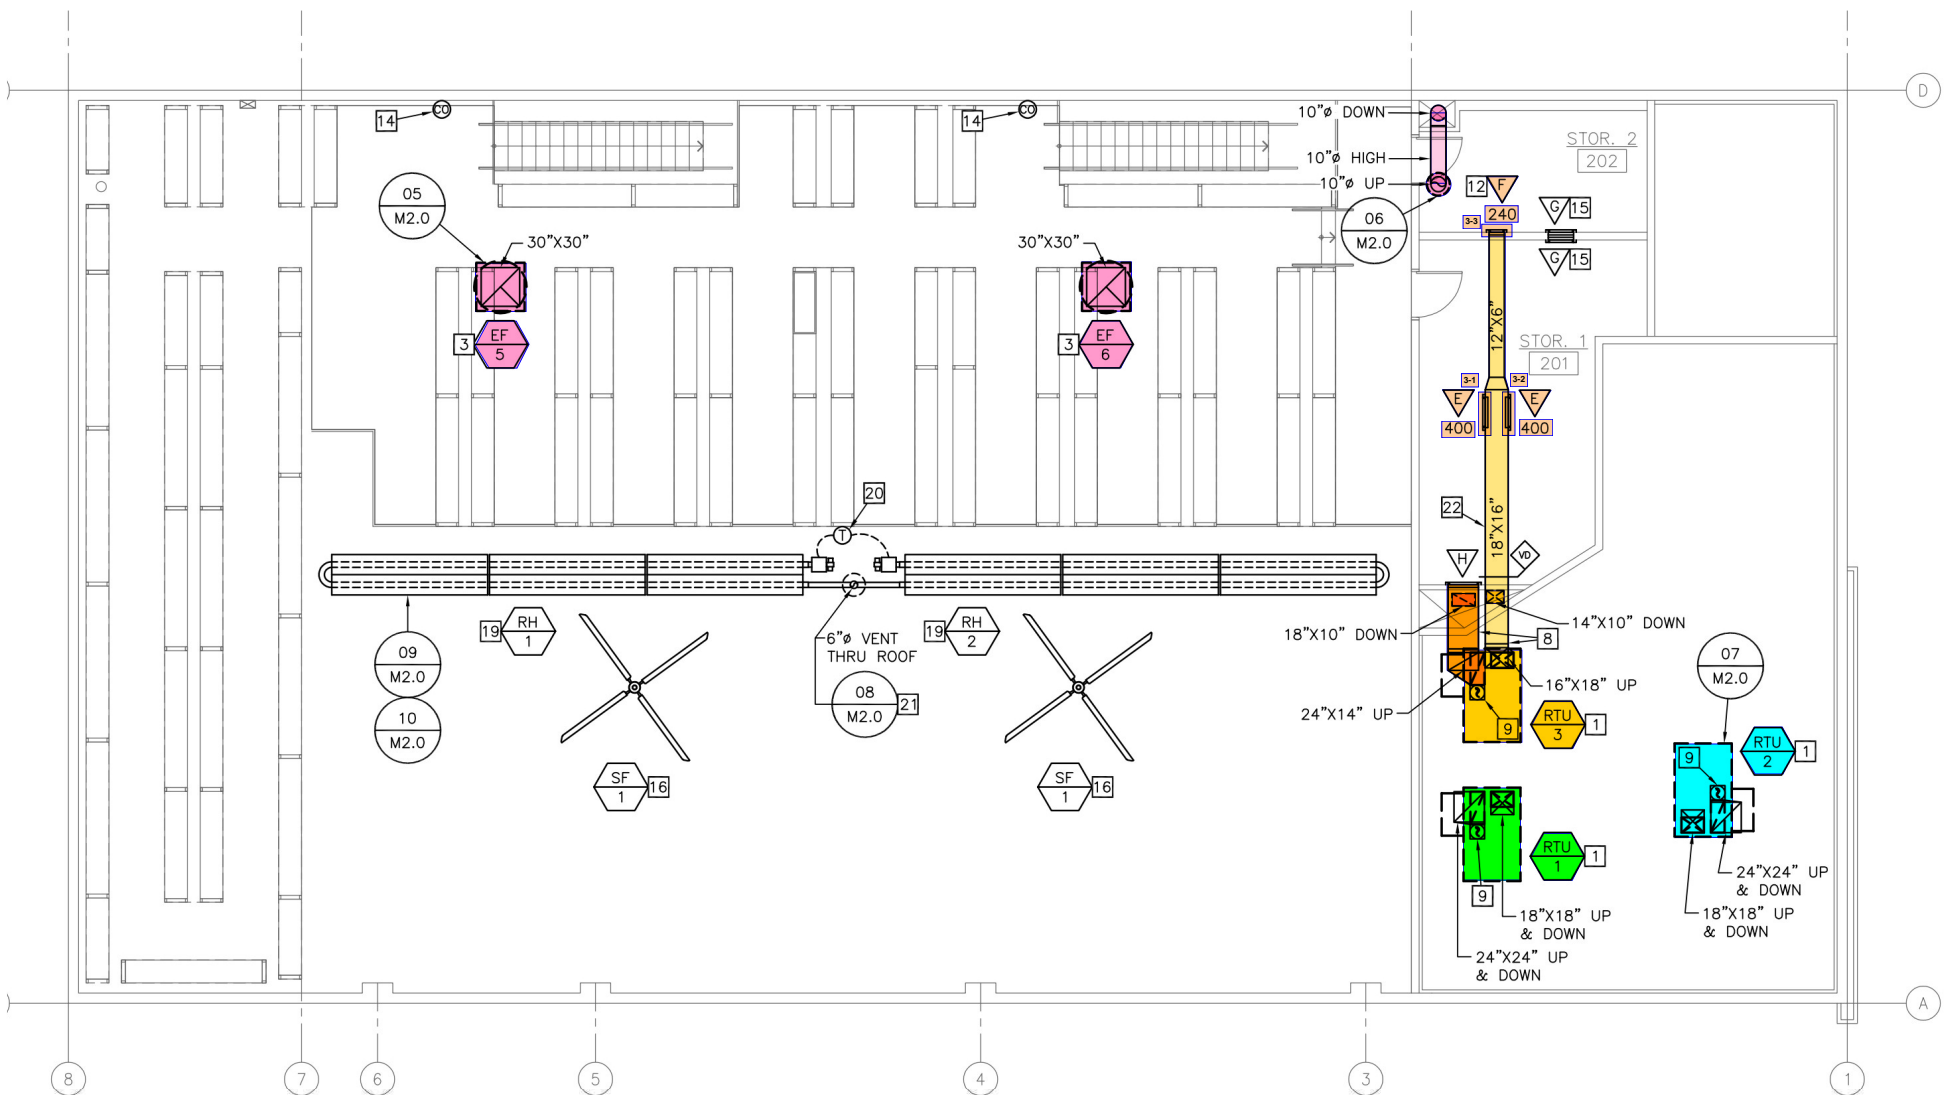 D
14
CO
14
CO
10"ø DOWN
10"ø HIGH
10"ø UP
STOR. 2
202
05
M2.0
06
M2.0
12
F
3-3
240
G
15
G
15
30"X30"
30"X30"
3
EF
5
3
EF
6
12"X6"
STOR. 1
201
3-1
3-2
E
400
E
400
20
T
22
18"X16"
H
VD
19
RH
1
19
RH
2
6"ø VENT
THRU ROOF
18"X10" DOWN
14"X10" DOWN
8
09
M2.0
10
M2.0
08
M2.0
21
07
M2.0
24"X14" UP
16"X18" UP
9
RTU
3
1
SF
1
16
SF
1
16
9
RTU
2
1
RTU
1
1
9
24"X24" UP
& DOWN
18"X18" UP
& DOWN
18"X18" UP
& DOWN
24"X24" UP
& DOWN
A
8
7
6
5
4
3
1